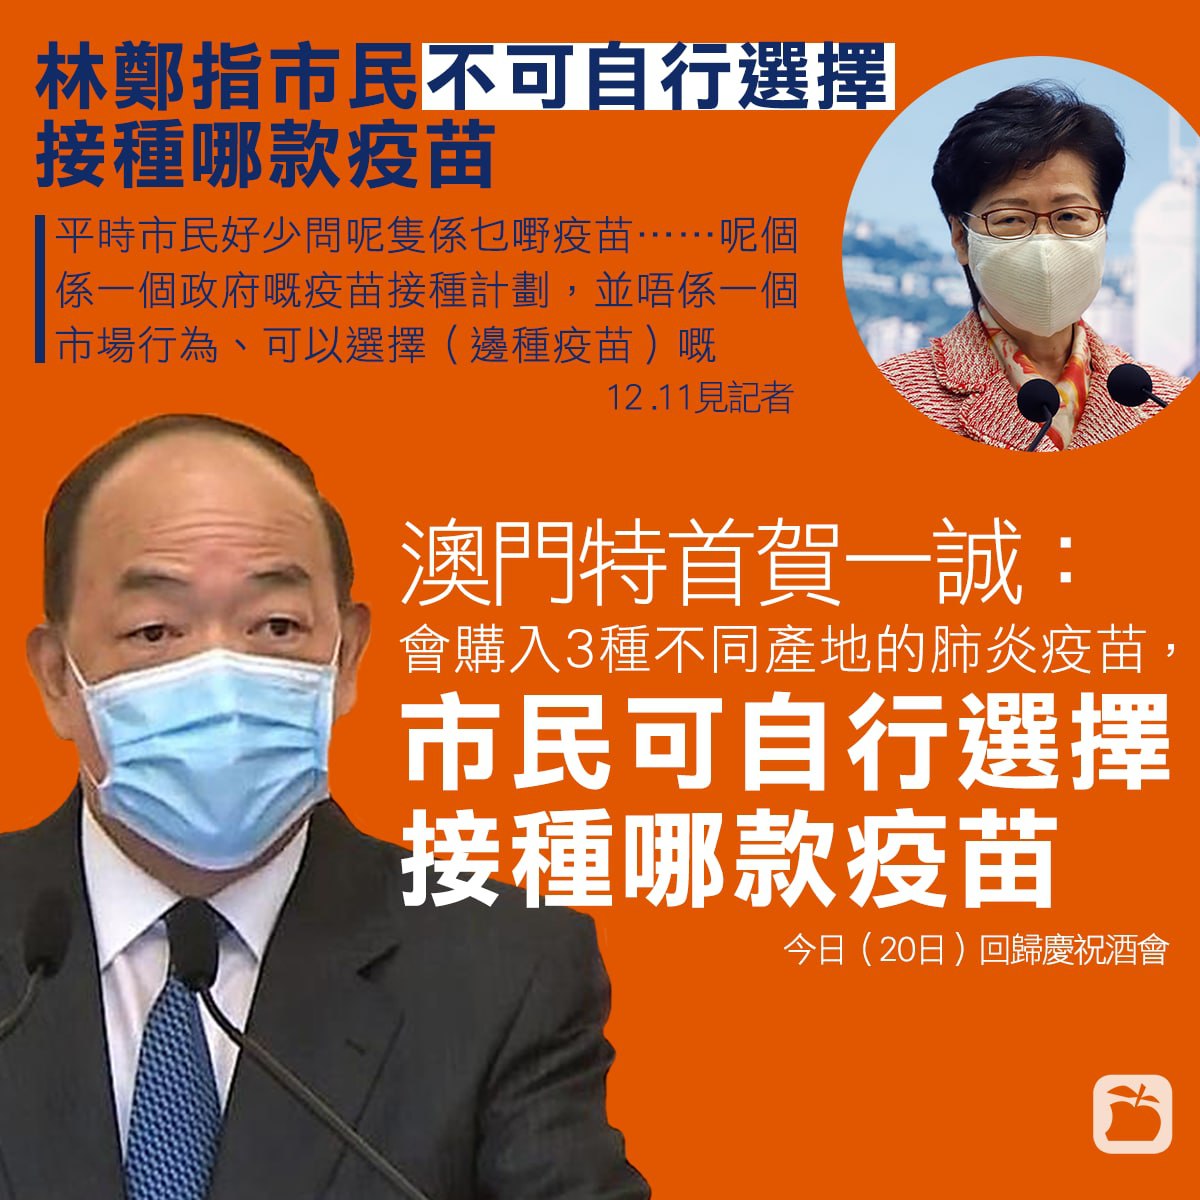 林鄭指市民不可自行選擇
接種哪款疫苗
平時市民好少問呢隻係乜嘢疫苗……呢個
係一個政府嘅疫苗接種計劃，並唔係一個
市場行為、可以選擇（邊種疫苗）嘅
12 .11見記者
澳門特首賀一誠：
會購入3種不同產地的肺炎疫苗，
市民可自行選擇
接種哪款疫苗
今日（20日）回歸慶祝酒會